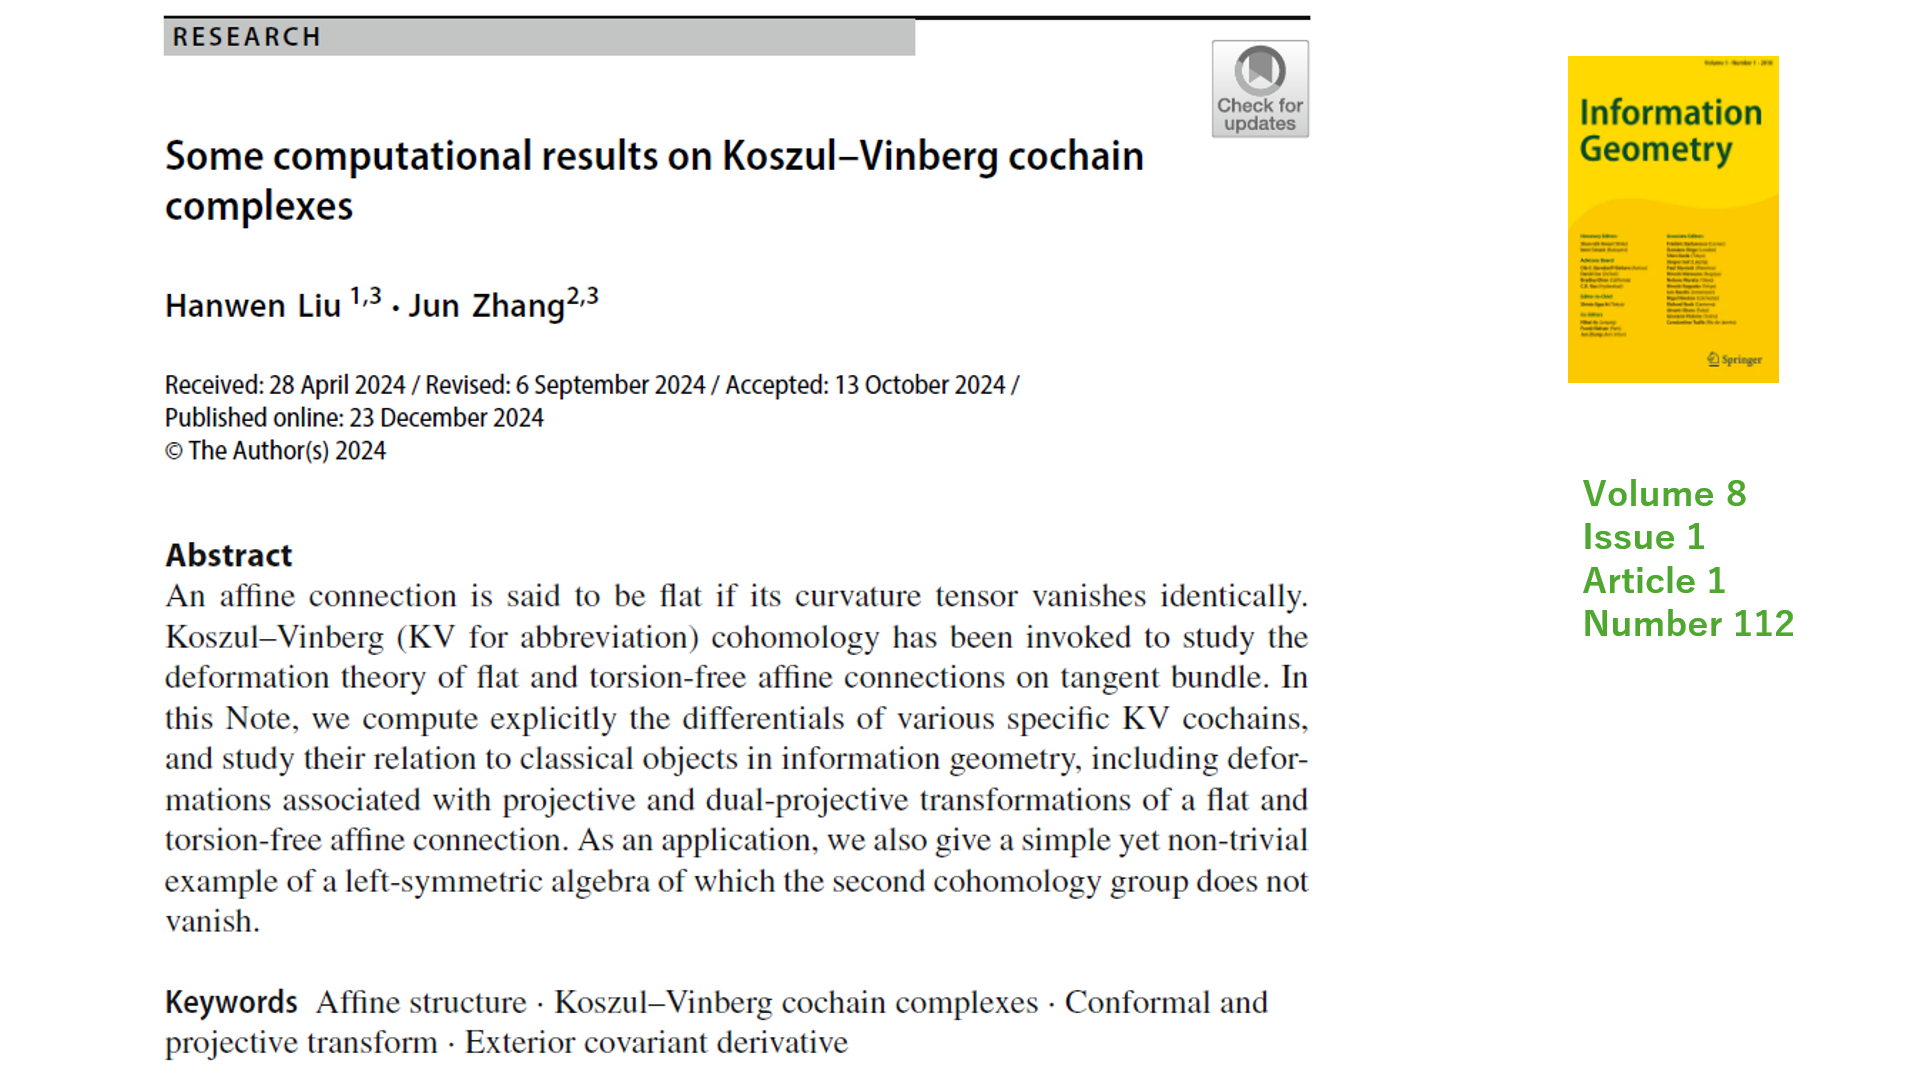 RESEARCH
Check for
updates
Some computational results on Koszul–Vinberg cochain
complexes
Hanwen Liu 1,3 · Jun Zhang2,3
Received: 28 April 2024 / Revised: 6 September 2024 / Accepted: 13 October 2024 /
Published online: 23 December 2024
© The Author(s) 2024
Abstract
An affine connection is said to be flat if its curvature tensor vanishes identically.
Koszul–Vinberg (KV for abbreviation) cohomology has been invoked to study the
deformation theory of flat and torsion-free affine connections on tangent bundle. In
this Note, we compute explicitly the differentials of various specific KV cochains,
and study their relation to classical objects in information geometry, including defor-
mations associated with projective and dual-projective transformations of a flat and
torsion-free affine connection. As an application, we also give a simple yet non-trivial
example of a left-symmetric algebra of which the second cohomology group does not
vanish.
Keywords Affine structure · Koszul–Vinberg cochain complexes · Conformal and
projective transform · Exterior covariant derivative
Volume 1 · Number 1 · 2018
Information
Geometry
Springer
Volume 8
Issue 1
Article 1
Number 112